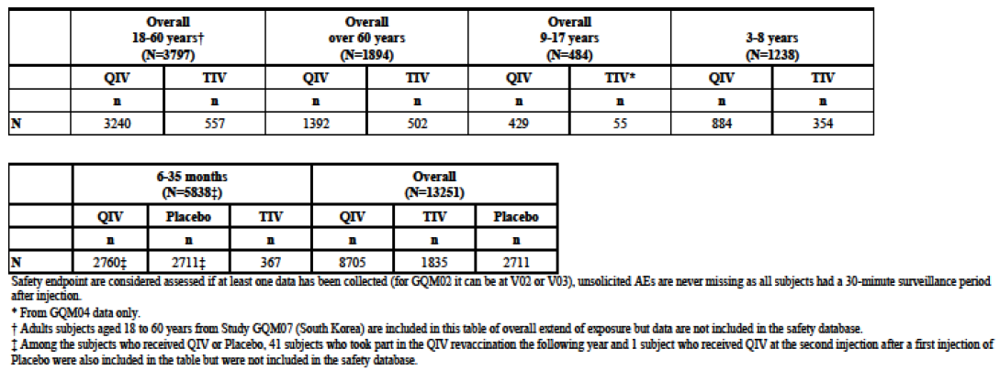 Overall Overall Overall
18-60 years† over 60 years 9-17 years 3-8 years
(N=3797) (N=1894) (N=484) (N=1238)
QIV TIV QIV TIV QIV TIV* QIV TIV
n n n n n n n n
N 3240 557 1392 502 429 55 884 354
6-35 months Overall
(N=5838‡) (N=13251)
QIV Placebo TIV QIV TIV Placebo
n n n n n n
N 2760‡ 2711‡ 367 8705 1835 2711
Safety endpoint are considered assessed if at least one data has been collected (for GQM02 it can be at V02 or V03), unsolicited AEs are never missing as all subjects had a 30-minute surveillance period
after injection.
* From GQM04 data only.
† Adults subjects aged 18 to 60 years from Study GQM07 (South Korea) are included in this table of overall extend of exposure but data are not included in the safety database.
‡ Among the subjects who received QIV or Placebo, 41 subjects who took part in the QIV revaccination the following year and 1 subject who received QIV at the second injection after a first injection of
Placebo were also included in the table but were not included in the safety database.